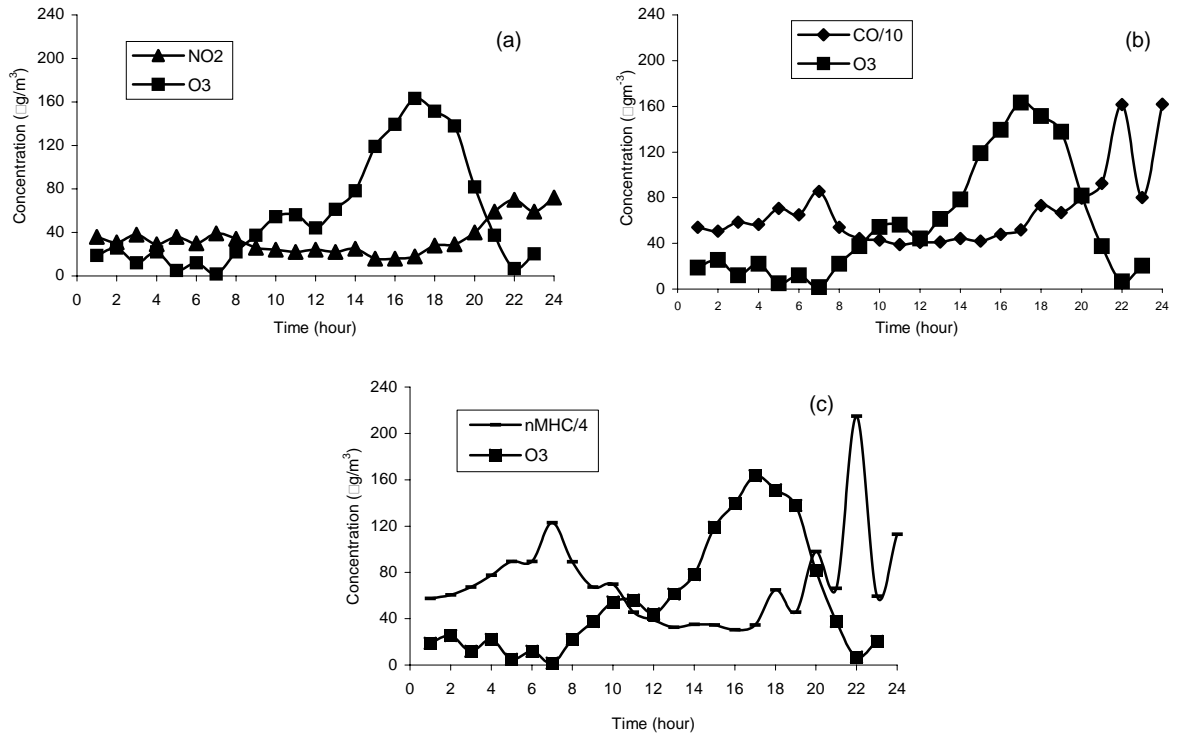 (a)
NO2
O3
Concentration (□g/m³)
240
200
160
120
80
40
0
0 2 4 6 8 10 12 14 16 18 20 22 24
Time (hour)
(b)
CO/10
O3
Concentration (□gm⁻³)
240
200
160
120
80
40
0
0 2 4 6 8 10 12 14 16 18 20 22 24
Time (hour)
(c)
nMHC/4
O3
Concentration (□g/m³)
240
200
160
120
80
40
0
0 2 4 6 8 10 12 14 16 18 20 22 24
Time (hour)